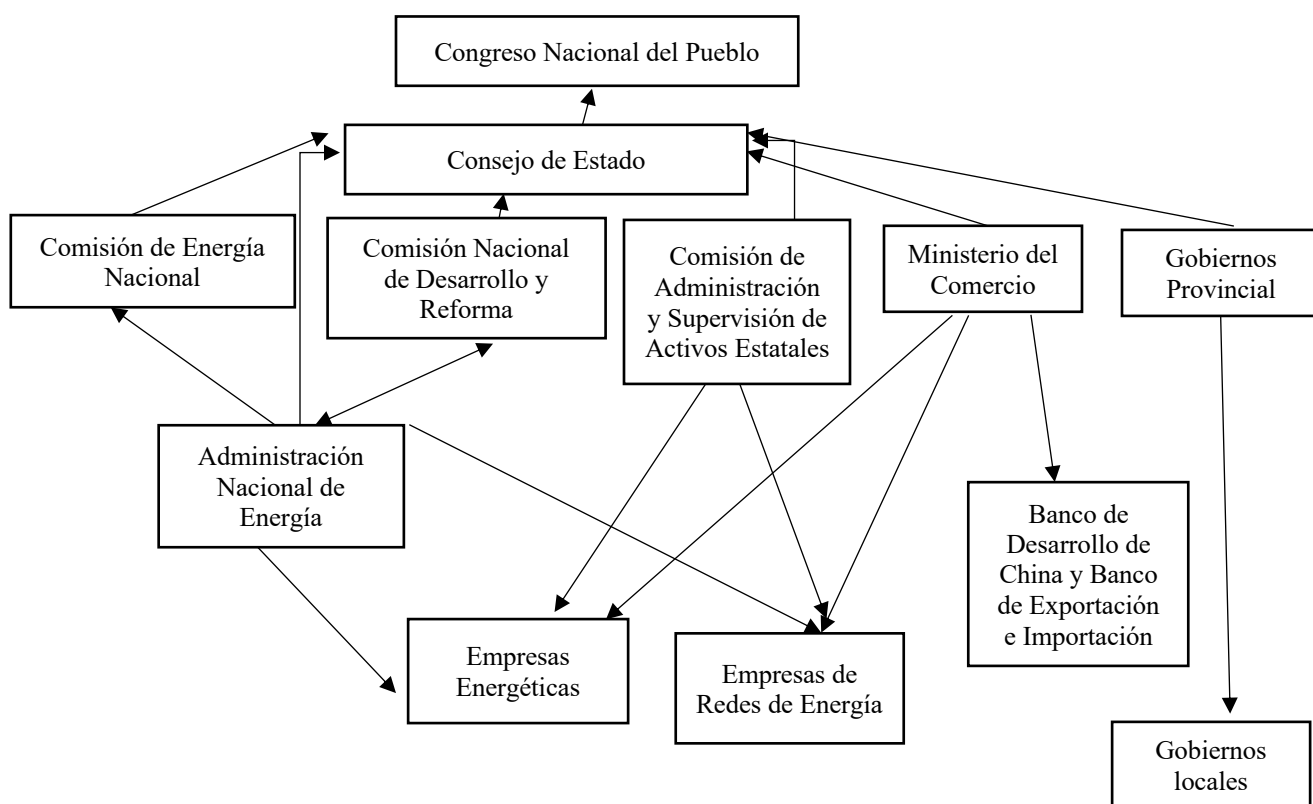 Congreso Nacional del Pueblo
Consejo de Estado
Comisión de Energía
Nacional
Comisión Nacional
de Desarrollo y
Reforma
Comisión de
Administración
y Supervisión de
Activos Estatales
Ministerio del
Comercio
Gobiernos
Provincial
Administración
Nacional de
Energía
Banco de
Desarrollo de
China y Banco
de Exportación
e Importación
Empresas
Energéticas
Empresas de
Redes de Energía
Gobiernos
locales